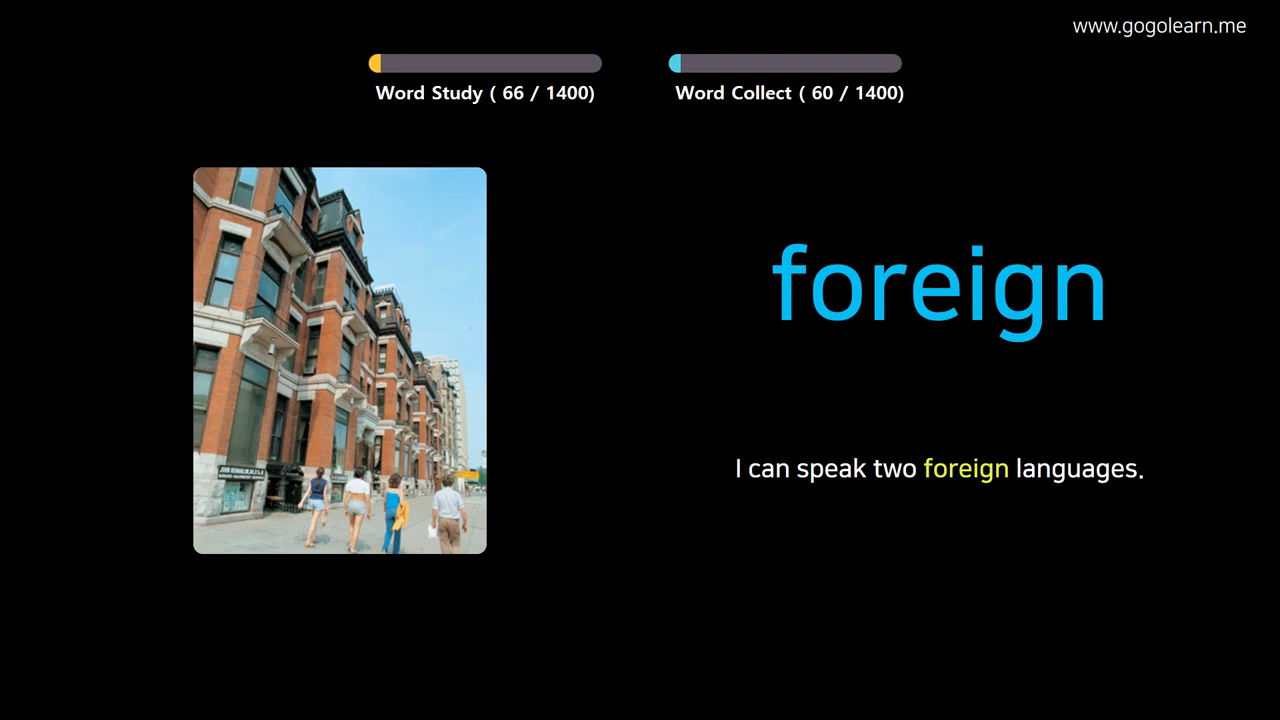 www.gogolearn.me
Word Study ( 66 / 1400)
Word Collect ( 60 / 1400)
foreign
I can speak two foreign languages.